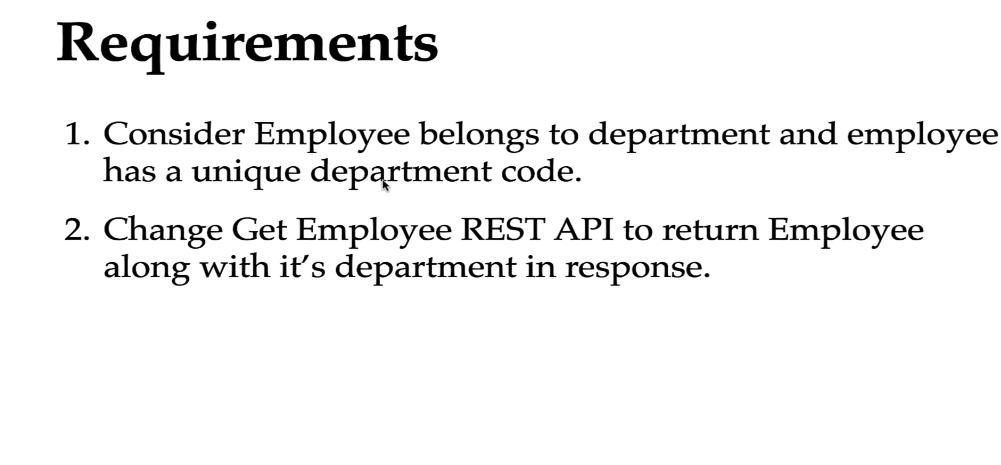 Requirements
1. Consider Employee belongs to department and employee
has a unique department code.
2. Change Get Employee REST API to return Employee
along with it’s department in response.